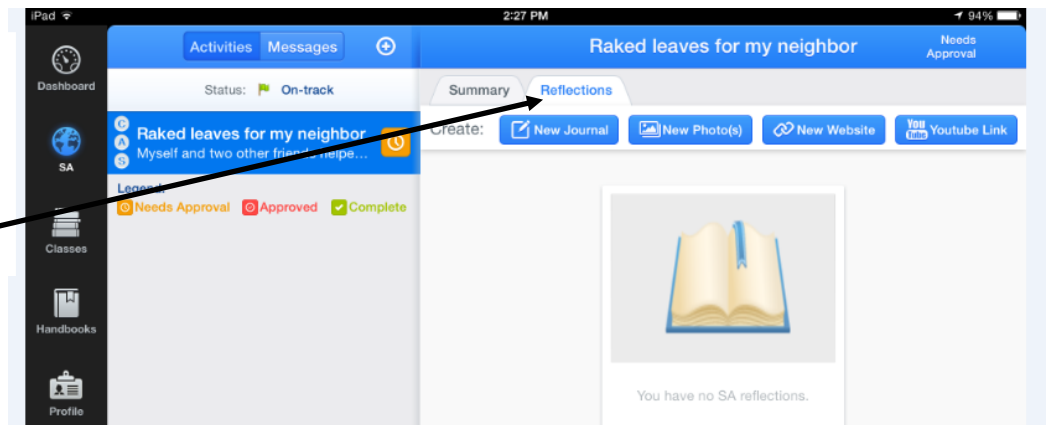 iPad 2:27 PM 94%
Activities Messages Raked leaves for my neighbor Needs
Approval
Dashboard Status: On-track Summary Reflections
C
A
S
Raked leaves for my neighbor
Myself and two other friends helpe...
Create: New Journal New Photo(s) New Website You Tube Youtube Link
SA
Legend:
Needs Approval Approved Complete
Classes
Handbooks
Profile
You have no SA reflections.